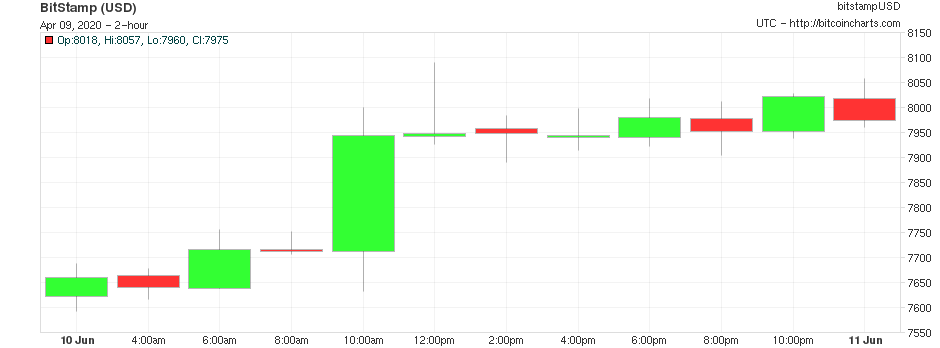 BitStamp (USD)
bitstampUSD
Apr 09, 2020 - 2-hour
UTC - http://bitcoincharts.com
Op:8018, Hi:8057, Lo:7960, Cl:7975
8150
8100
8050
8000
7950
7900
7850
7800
7750
7700
7650
7600
7550
10 Jun 4:00am 6:00am 8:00am 10:00am 12:00pm 2:00pm 4:00pm 6:00pm 8:00pm 10:00pm 11 Jun